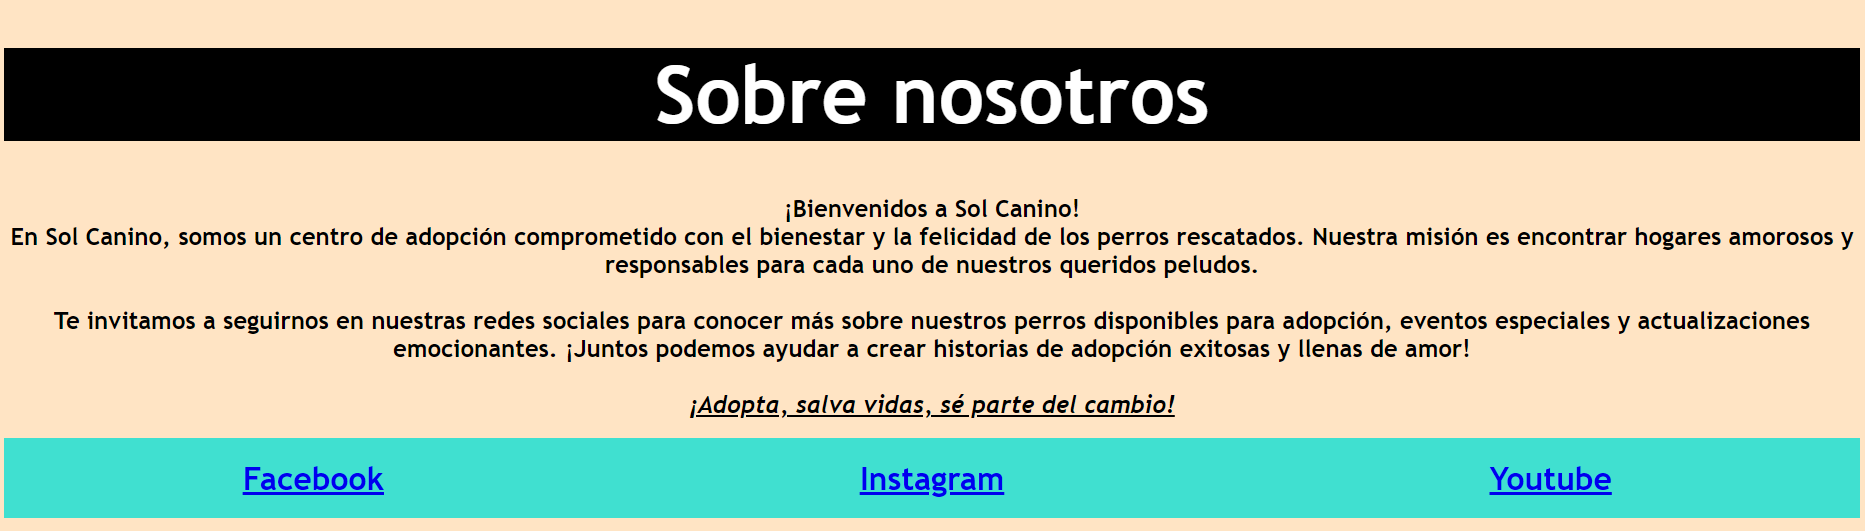 Sobre nosotros
¡Bienvenidos a Sol Canino!
En Sol Canino, somos un centro de adopción comprometido con el bienestar y la felicidad de los perros rescatados. Nuestra misión es encontrar hogares amorosos y
responsables para cada uno de nuestros queridos peludos.
Te invitamos a seguirnos en nuestras redes sociales para conocer más sobre nuestros perros disponibles para adopción, eventos especiales y actualizaciones
emocionantes. ¡Juntos podemos ayudar a crear historias de adopción exitosas y llenas de amor!
¡Adopta, salva vidas, sé parte del cambio!
Facebook Instagram Youtube